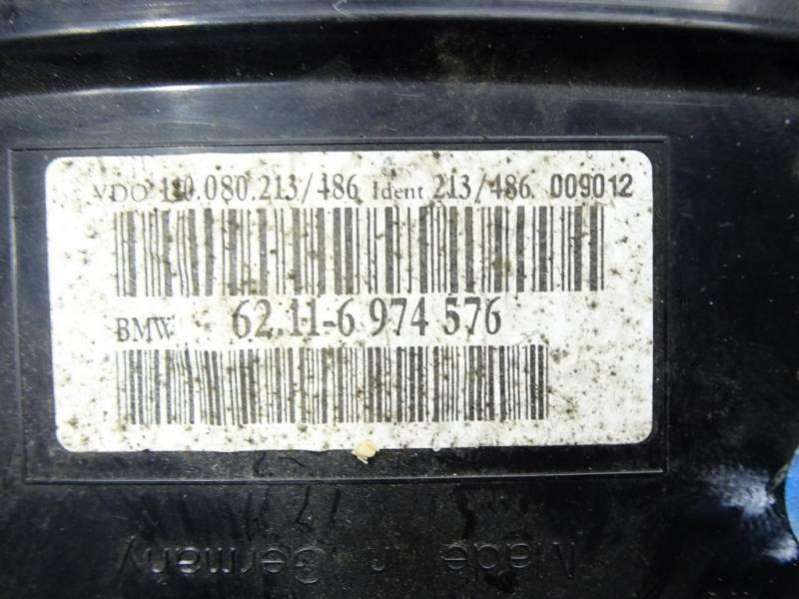 VDO 110.080.213/486 Ident 213/486 009012
BMW 62.11-6 974 576
Made in Germany